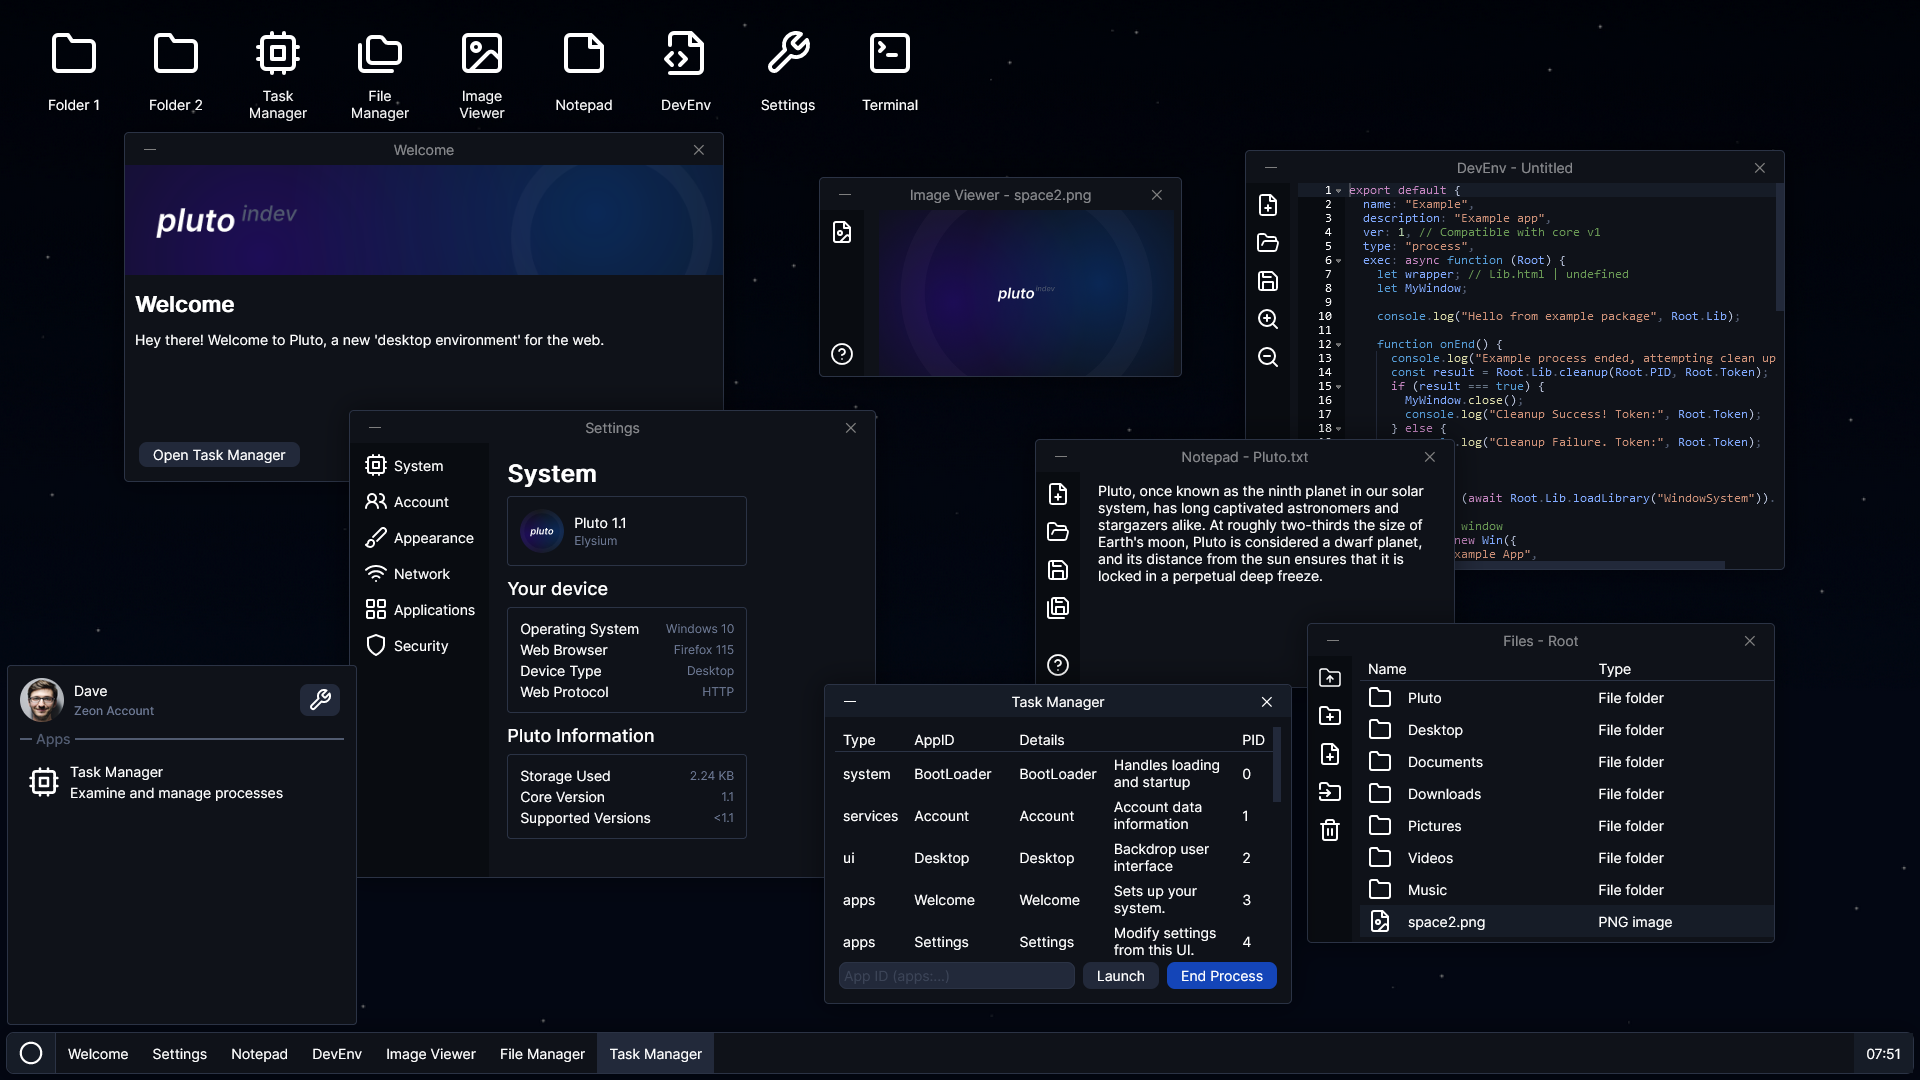 Folder 1
Folder 2
Task
Manager
File
Manager
Image
Viewer
Notepad
DevEnv
Settings
Terminal
Welcome
pluto indev
Welcome
Hey there! Welcome to Pluto, a new 'desktop environment' for the web.
Open Task Manager
Image Viewer - space2.png
pluto indev
DevEnv - Untitled
1 export default {
2 name: "Example",
3 description: "Example app",
4 ver: 1, // Compatible with core v1
5 type: "process",
6 exec: async function (Root) {
7 let wrapper; // Lib.html | undefined
8 let MyWindow;
9
10 console.log("Hello from example package", Root.Lib);
11
12 function onEnd() {
13 console.log("Example process ended, attempting clean up
14 const result = Root.Lib.cleanup(Root.PID, Root.Token);
15 if (result === true) {
16 MyWindow.close();
17 console.log("Cleanup Success! Token:", Root.Token);
18 } else {
.log("Cleanup Failure. Token:", Root.Token);
(await Root.Lib.loadLibrary("WindowSystem")).
window
new Win({
xample App",
Settings
System
Account
Appearance
Network
Applications
Security
System
pluto
Pluto 1.1
Elysium
Your device
Operating System Windows 10
Web Browser Firefox 115
Device Type Desktop
Web Protocol HTTP
Pluto Information
Storage Used 2.24 KB
Core Version 1.1
Supported Versions <1.1
Notepad - Pluto.txt
Pluto, once known as the ninth planet in our solar
system, has long captivated astronomers and
stargazers alike. At roughly two-thirds the size of
Earth's moon, Pluto is considered a dwarf planet,
and its distance from the sun ensures that it is
locked in a perpetual deep freeze.
Files - Root
Name Type
Pluto File folder
Desktop File folder
Documents File folder
Downloads File folder
Pictures File folder
Videos File folder
Music File folder
space2.png PNG image
Dave
Zeon Account
Apps
Task Manager
Examine and manage processes
Task Manager
Type AppID Details PID
system BootLoader BootLoader Handles loading and startup 0
services Account Account Account data information 1
ui Desktop Desktop Backdrop user interface 2
apps Welcome Welcome Sets up your system. 3
apps Settings Settings Modify settings from this UI. 4
App ID (apps:...)
Launch
End Process
Welcome Settings Notepad DevEnv Image Viewer File Manager Task Manager 07:51